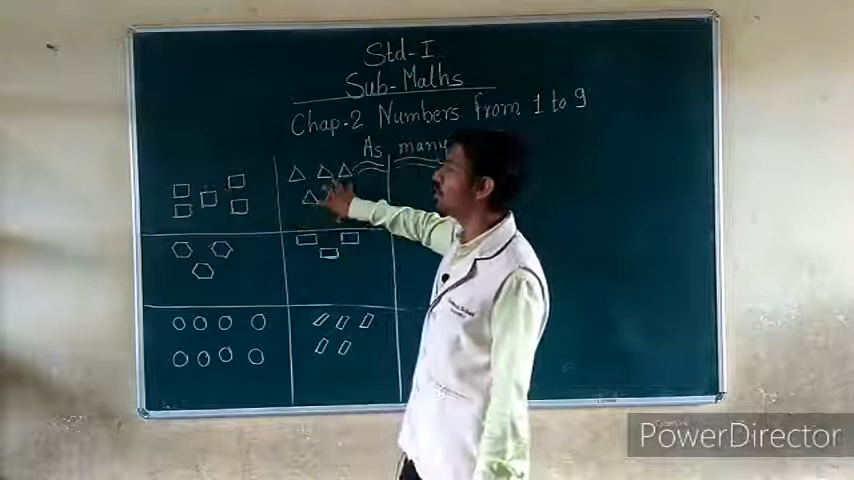 Std-I
Sub-Maths
Chap-2 Numbers from 1 to 9
As many
PowerDirector